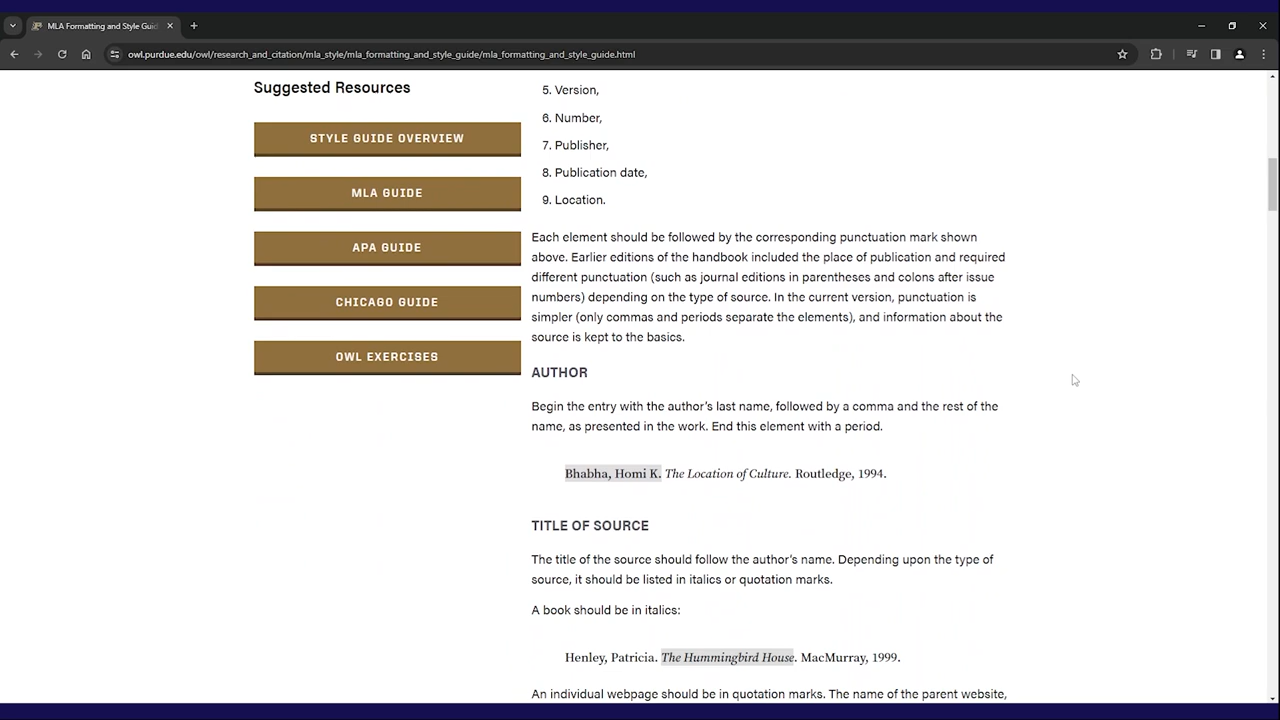 MLA Formatting and Style Guid
owl.purdue.edu/owl/research_and_citation/mla_style/mla_formatting_and_style_guide/mla_formatting_and_style_guide.html
Suggested Resources
STYLE GUIDE OVERVIEW
MLA GUIDE
APA GUIDE
CHICAGO GUIDE
OWL EXERCISES
5. Version,
6. Number,
7. Publisher,
8. Publication date,
9. Location.
Each element should be followed by the corresponding punctuation mark shown
above. Earlier editions of the handbook included the place of publication and required
different punctuation (such as journal editions in parentheses and colons after issue
numbers) depending on the type of source. In the current version, punctuation is
simpler (only commas and periods separate the elements), and information about the
source is kept to the basics.
AUTHOR
Begin the entry with the author's last name, followed by a comma and the rest of the
name, as presented in the work. End this element with a period.
Bhabha, Homi K. The Location of Culture. Routledge, 1994.
TITLE OF SOURCE
The title of the source should follow the author's name. Depending upon the type of
source, it should be listed in italics or quotation marks.
A book should be in italics:
Henley, Patricia. The Hummingbird House. MacMurray, 1999.
An individual webpage should be in quotation marks. The name of the parent website,